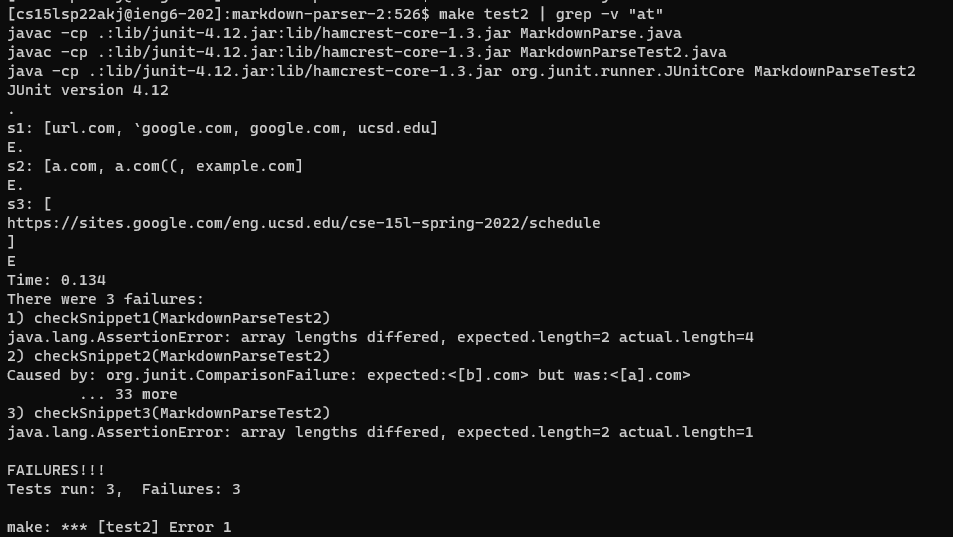 [cs15lsp22akj@ieng6-202]:markdown-parser-2:526$ make test2 | grep -v "at"
javac -cp .:lib/junit-4.12.jar:lib/hamcrest-core-1.3.jar MarkdownParse.java
javac -cp .:lib/junit-4.12.jar:lib/hamcrest-core-1.3.jar MarkdownParseTest2.java
java -cp .:lib/junit-4.12.jar:lib/hamcrest-core-1.3.jar org.junit.runner.JUnitCore MarkdownParseTest2
JUnit version 4.12
.
s1: [url.com, `google.com, google.com, ucsd.edu]
E.
s2: [a.com, a.com((, example.com]
E.
s3: [
https://sites.google.com/eng.ucsd.edu/cse-15l-spring-2022/schedule
]
E
Time: 0.134
There were 3 failures:
1) checkSnippet1(MarkdownParseTest2)
java.lang.AssertionError: array lengths differed, expected.length=2 actual.length=4
2) checkSnippet2(MarkdownParseTest2)
Caused by: org.junit.ComparisonFailure: expected:<[b].com> but was:<[a].com>
        ... 33 more
3) checkSnippet3(MarkdownParseTest2)
java.lang.AssertionError: array lengths differed, expected.length=2 actual.length=1

FAILURES!!!
Tests run: 3,  Failures: 3

make: *** [test2] Error 1